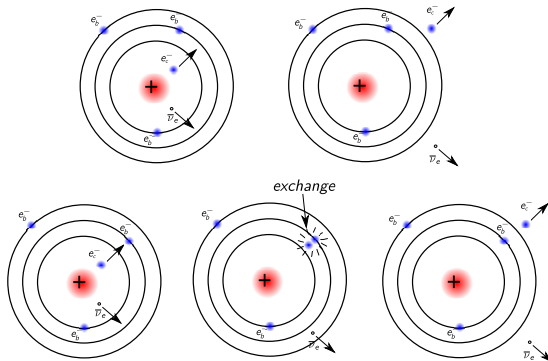 e_b^- e_b^- e_c^- + ν̅_e e_b^-
e_b^- e_b^- e_c^- + e_b^- ν̅_e
exchange
e_b^- e_b^- e_c^- + ν̅_e e_b^-
e_b^- + ν̅_e
e_b^- e_b^- e_c^- + e_b^- ν̅_e